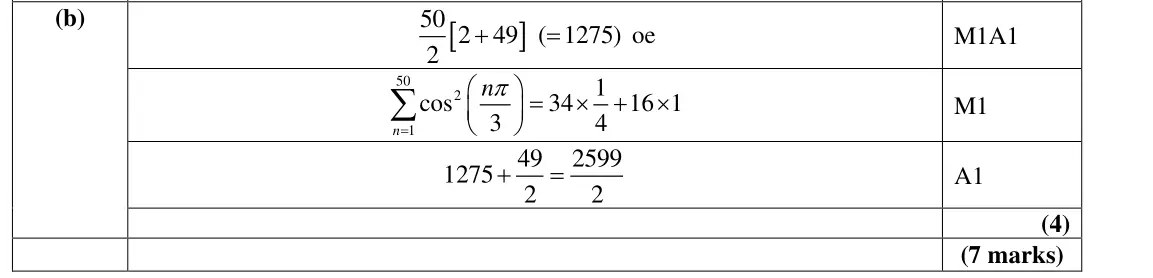 (b)
50/2 [2 + 49] (= 1275) oe
M1A1
∑_{n=1}^{50} cos² (nπ/3) = 34 × 1/4 + 16 × 1
M1
1275 + 49/2 = 2599/2
A1
(4)
(7 marks)